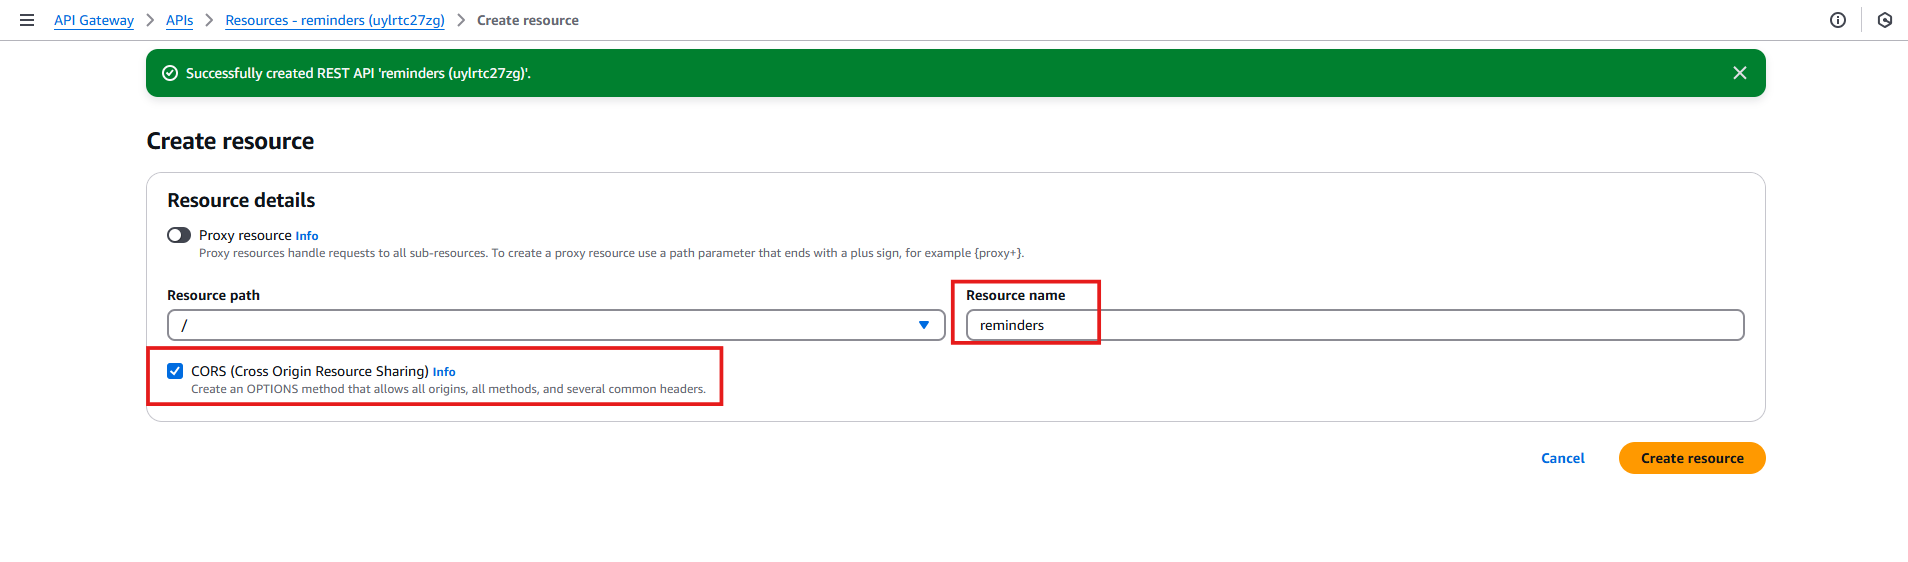 API Gateway > APIs > Resources - reminders (uylrtc27zg) > Create resource
Successfully created REST API 'reminders (uylrtc27zg)'.
Create resource
Resource details
Proxy resource Info
Proxy resources handle requests to all sub-resources. To create a proxy resource use a path parameter that ends with a plus sign, for example {proxy+}.
Resource path
/
Resource name
reminders
CORS (Cross Origin Resource Sharing) Info
Create an OPTIONS method that allows all origins, all methods, and several common headers.
Cancel
Create resource